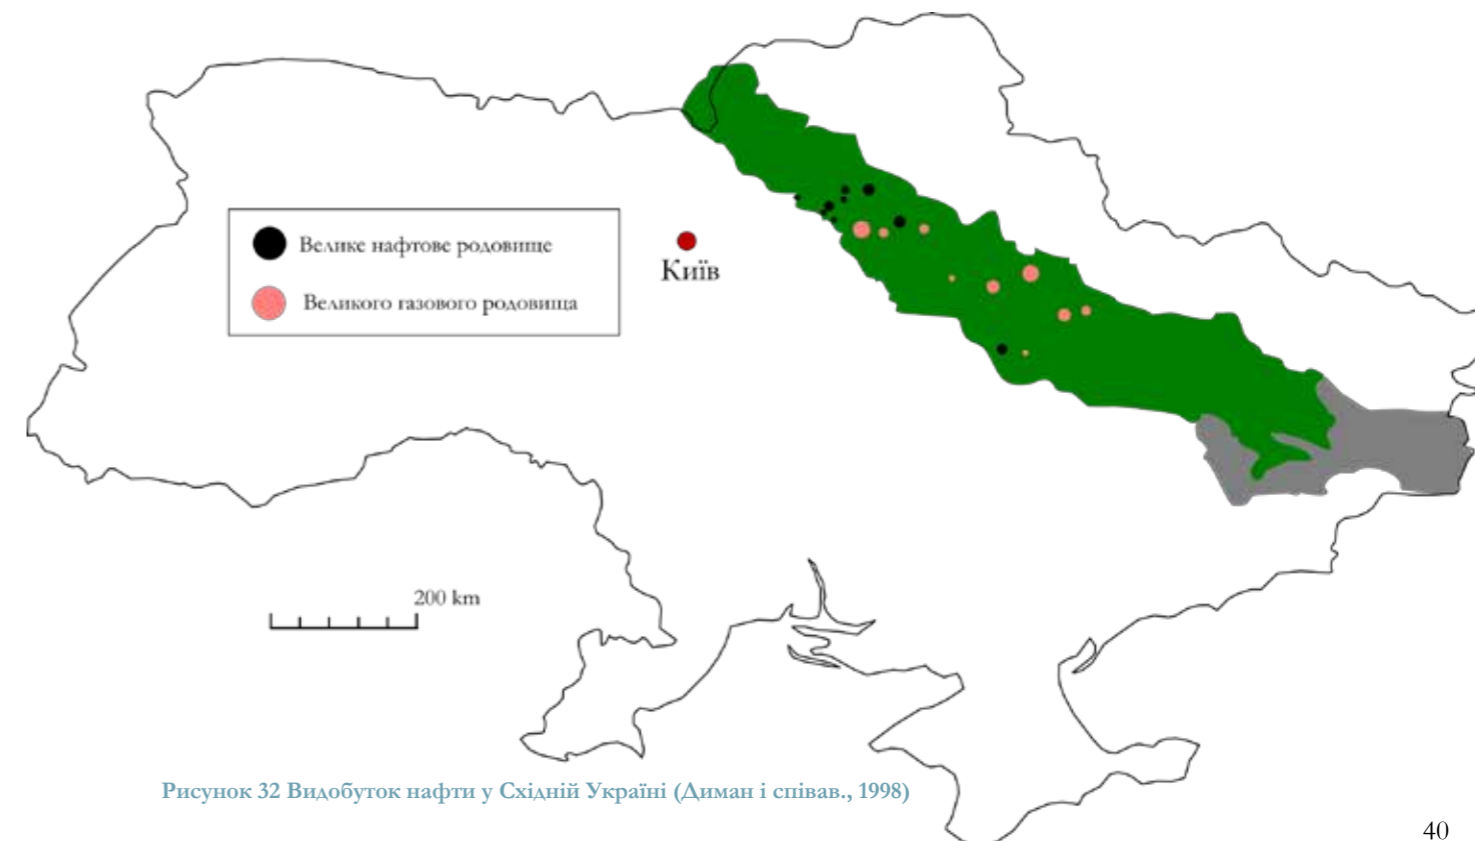 Велике нафтове родовище
Великого газового родовища
Київ
200 km
Рисунок 32 Видобуток нафти у Східній Україні (Диман і співав., 1998)
40